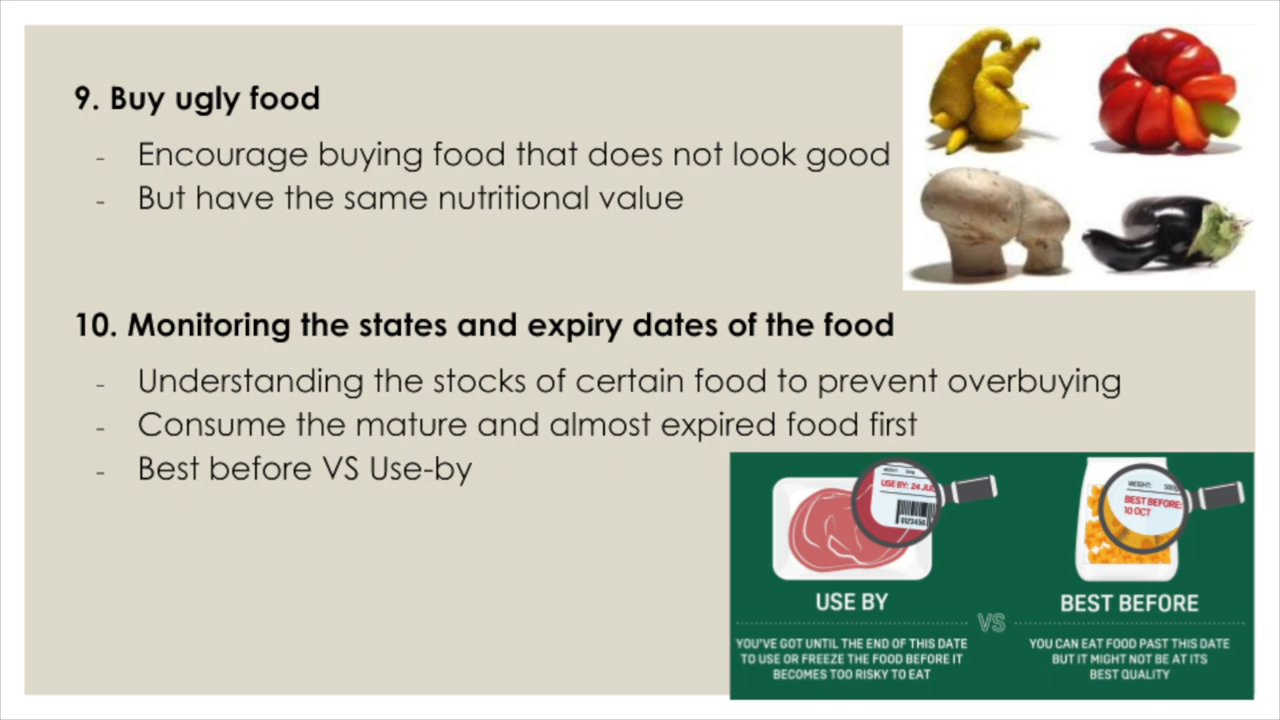 9. Buy ugly food
- Encourage buying food that does not look good
- But have the same nutritional value
10. Monitoring the states and expiry dates of the food
- Understanding the stocks of certain food to prevent overbuying
- Consume the mature and almost expired food first
- Best before VS Use-by
USE BY: 24 JUL
0123456
WEIGHT:
BEST BEFORE:
10 OCT
USE BY
VS
BEST BEFORE
YOU'VE GOT UNTIL THE END OF THIS DATE
TO USE OR FREEZE THE FOOD BEFORE IT
BECOMES TOO RISKY TO EAT
YOU CAN EAT FOOD PAST THIS DATE
BUT IT MIGHT NOT BE AT ITS
BEST QUALITY